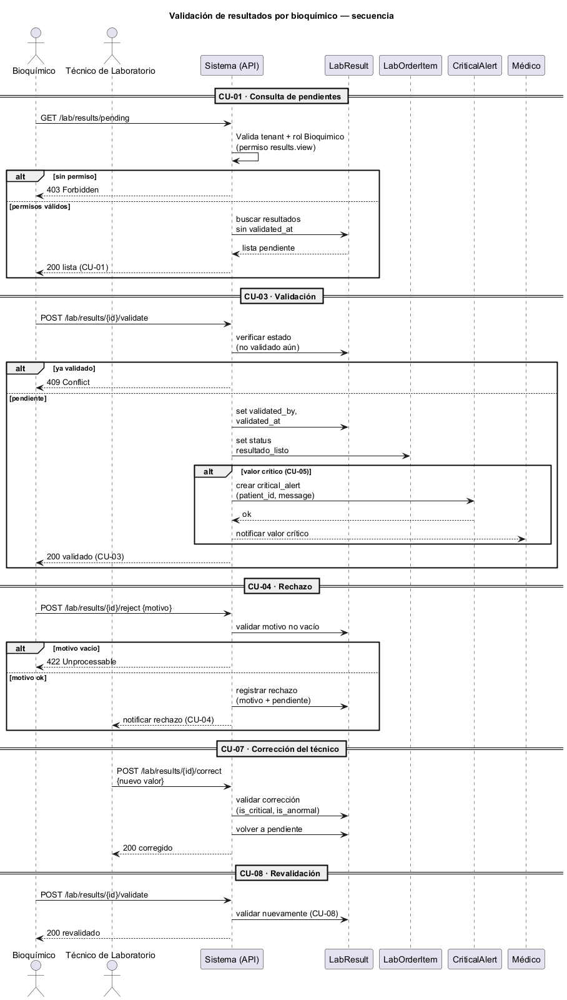 Validación de resultados por bioquímico — secuencia
Bioquímico
Técnico de Laboratorio
Sistema (API)
LabResult
LabOrderItem
CriticalAlert
Médico
CU-01 · Consulta de pendientes
GET /lab/results/pending
Valida tenant + rol Bioquimico
(permiso results.view)
alt
[sin permiso]
403 Forbidden
[permisos válidos]
buscar resultados
sin validated_at
lista pendiente
200 lista (CU-01)
CU-03 · Validación
POST /lab/results/{id}/validate
verificar estado
(no validado aún)
alt
[ya validado]
409 Conflict
[pendiente]
set validated_by,
validated_at
set status
resultado_listo
alt
[valor crítico (CU-05)]
crear critical_alert
(patient_id, message)
ok
notificar valor crítico
200 validado (CU-03)
CU-04 · Rechazo
POST /lab/results/{id}/reject {motivo}
validar motivo no vacío
alt
[motivo vacío]
422 Unprocessable
[motivo ok]
registrar rechazo
(motivo + pendiente)
notificar rechazo (CU-04)
CU-07 · Corrección del técnico
POST /lab/results/{id}/correct
{nuevo valor}
validar corrección
(is_critical, is_anormal)
volver a pendiente
200 corregido
CU-08 · Revalidación
POST /lab/results/{id}/validate
validar nuevamente (CU-08)
200 revalidado
Bioquímico
Técnico de Laboratorio
Sistema (API)
LabResult
LabOrderItem
CriticalAlert
Médico